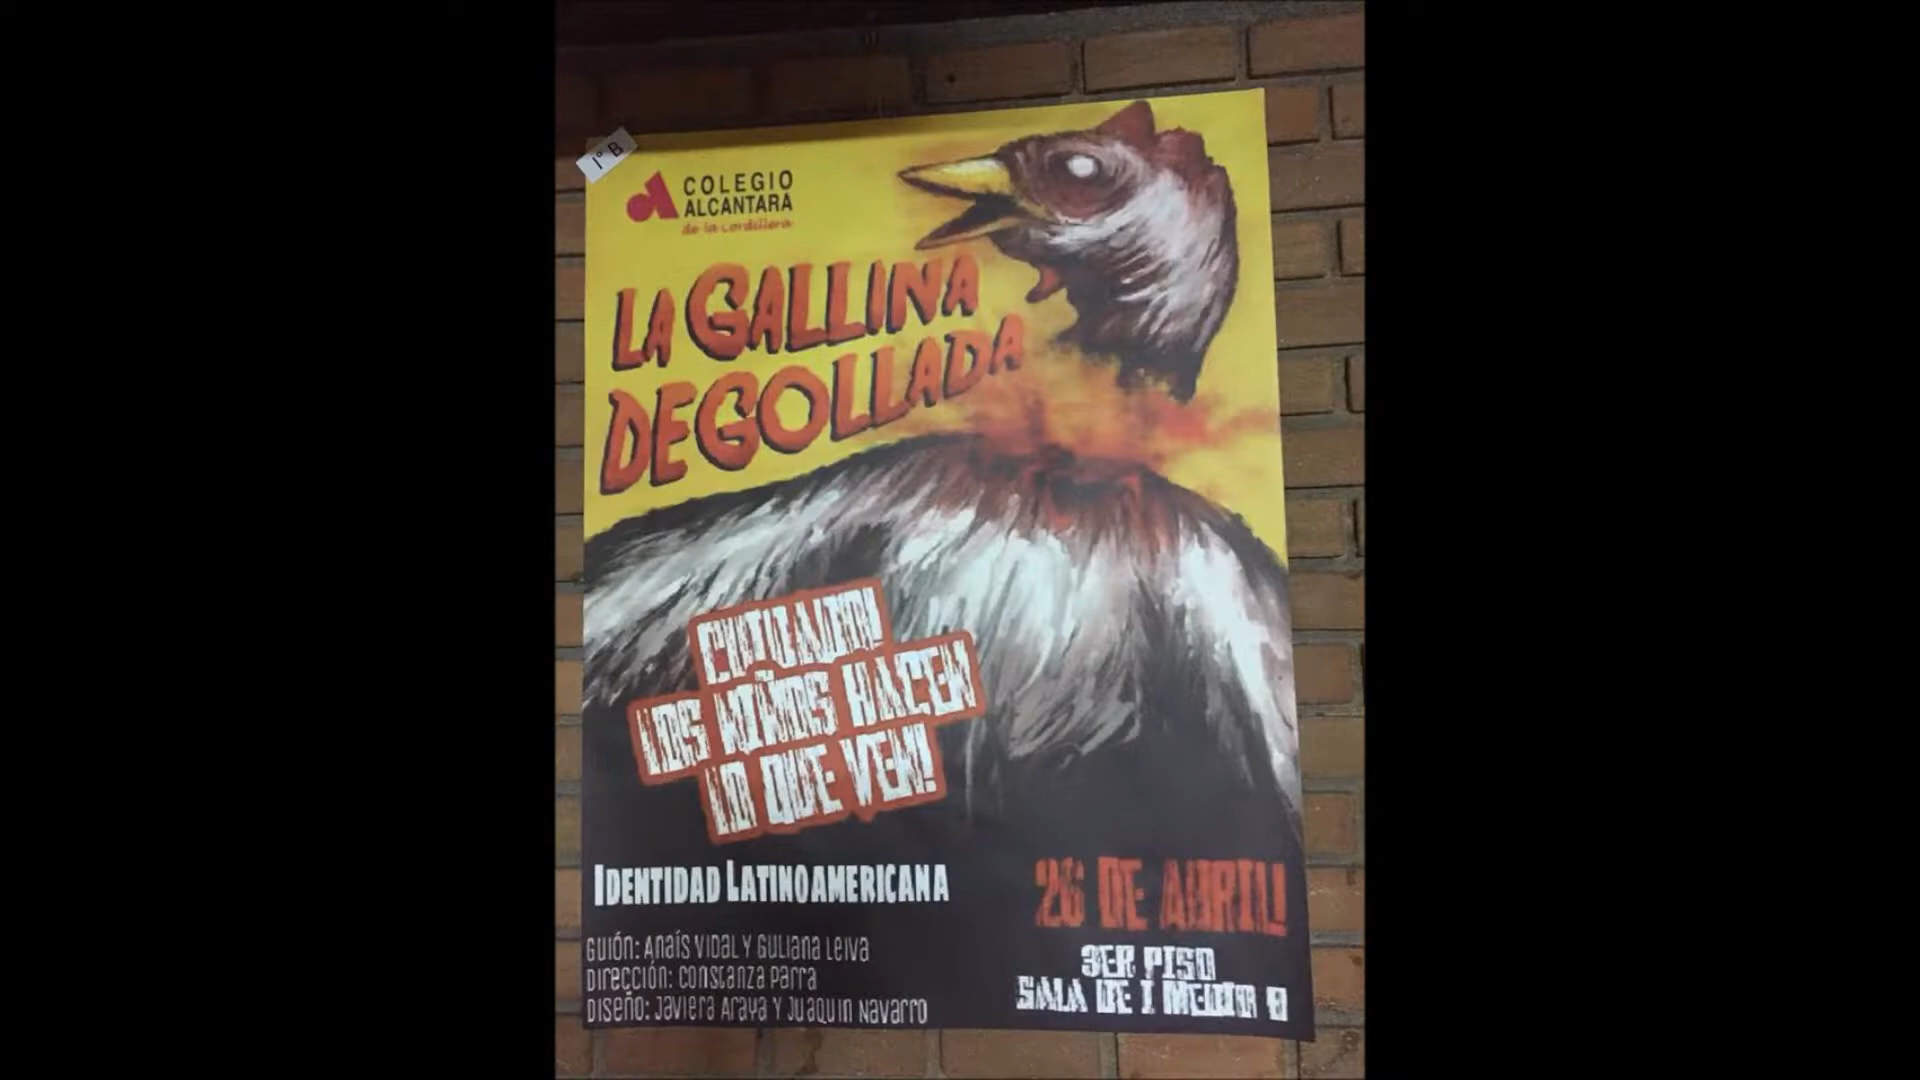 1° B
COLEGIO
ALCANTARA
de la cordillera
LA GALLINA
DEGOLLADA
CUIDADO!
LOS NIÑOS HACEN
LO QUE VEN!
IDENTIDAD LATINOAMERICANA
26 DE ABRIL!
GUIÓN: ANAÍS VIDAL Y GULIANA LEIVA
DIRECCIÓN: CONSTANZA PARRA
DISEÑO: JAVIERA ARAYA Y JUAQUIN NAVARRO
3ER PISO
SALA DE I MEDIO B